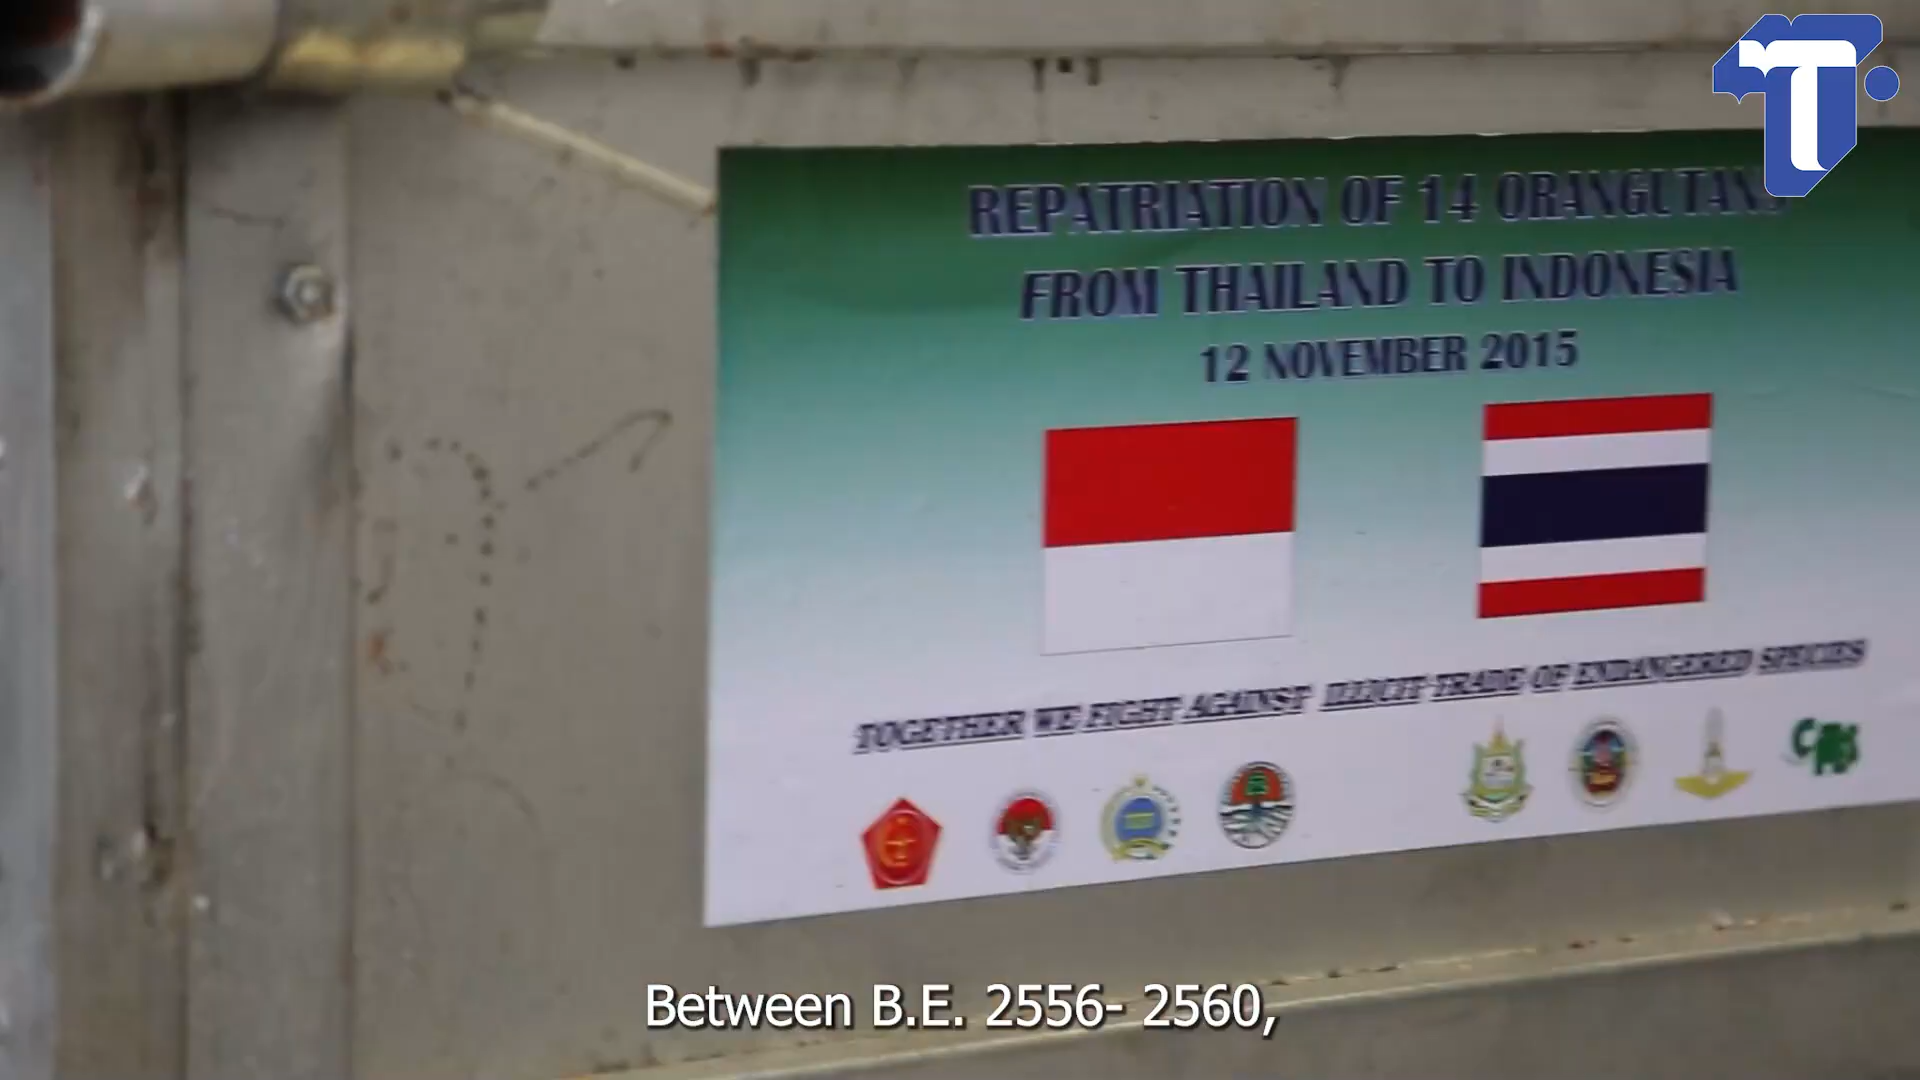 REPATRIATION OF 14 ORANGUTANS
FROM THAILAND TO INDONESIA
12 NOVEMBER 2015
TOGETHER WE FIGHT AGAINST ILLICIT TRADE OF ENDANGERED SPECIES
Between B.E. 2556- 2560,